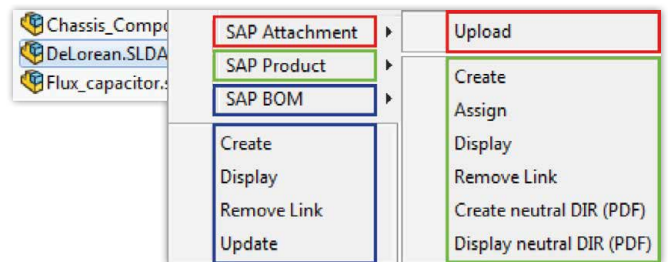 Chassis_Compo
DeLorean.SLDA
Flux_capacitor.s
SAP Attachment
SAP Product
SAP BOM
Create
Display
Remove Link
Update
Upload
Create
Assign
Display
Remove Link
Create neutral DIR (PDF)
Display neutral DIR (PDF)